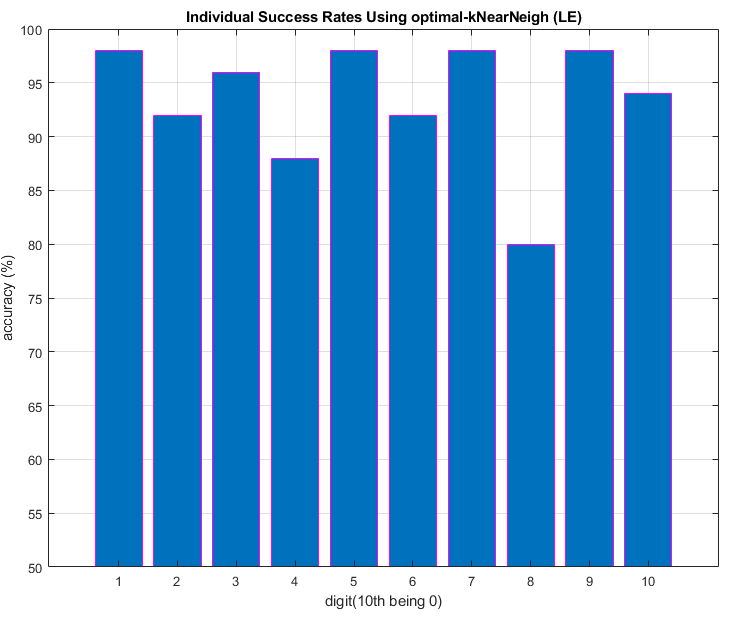 Individual Success Rates Using optimal-kNearNeigh (LE)
100
95
90
85
80
75
70
65
60
55
50
accuracy (%)
1 2 3 4 5 6 7 8 9 10
digit(10th being 0)